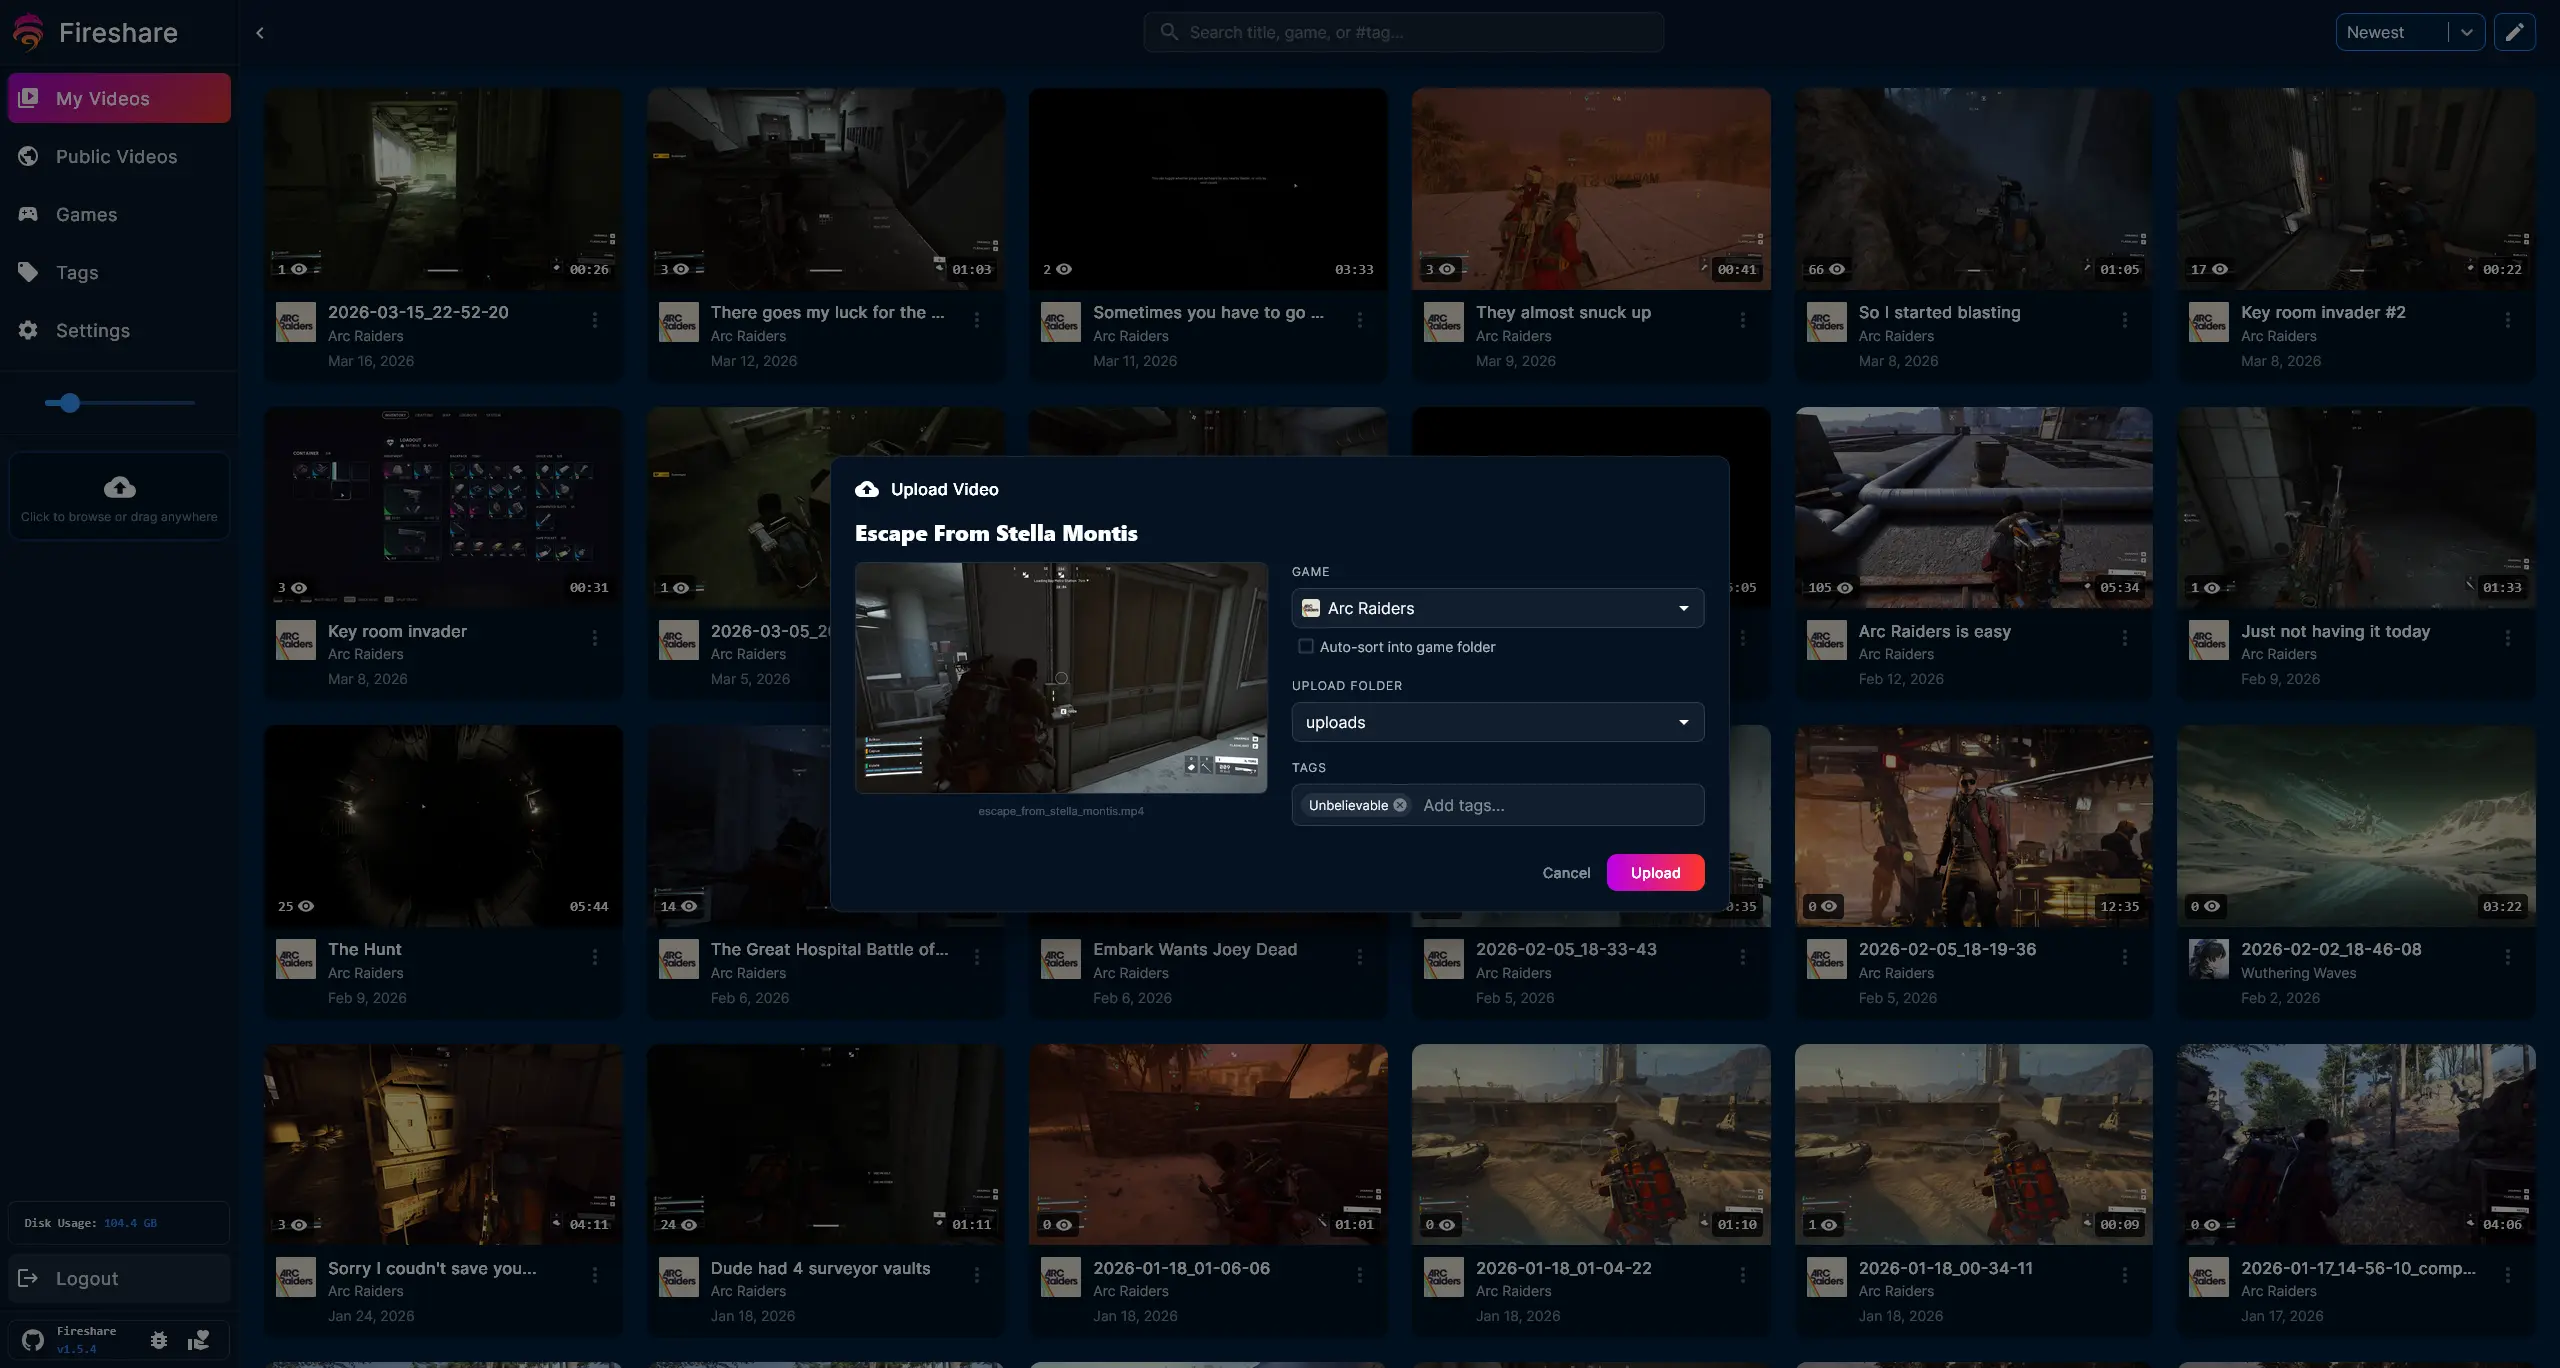 Fireshare
Search title, game, or #tag...
Newest
My Videos
Public Videos
Games
Tags
Settings
Click to browse or drag anywhere
Disk Usage: 104.4 GB
Logout
Fireshare
v1.5.4
1 00:26
3 01:03
2 03:33
3 00:41
66 01:05
17 00:22
2026-03-15_22-52-20
Arc Raiders
Mar 16, 2026
There goes my luck for the ...
Arc Raiders
Mar 12, 2026
Sometimes you have to go ...
Arc Raiders
Mar 11, 2026
They almost snuck up
Arc Raiders
Mar 9, 2026
So I started blasting
Arc Raiders
Mar 8, 2026
Key room invader #2
Arc Raiders
Mar 8, 2026
3 00:31
1
5:05
105 05:34
1 01:33
Key room invader
Arc Raiders
Mar 8, 2026
2026-03-05_2
Arc Raiders
Mar 5, 2026
Arc Raiders is easy
Arc Raiders
Feb 12, 2026
Just not having it today
Arc Raiders
Feb 9, 2026
Upload Video
Escape From Stella Montis
escape_from_stella_montis.mp4
GAME
Arc Raiders
Auto-sort into game folder
UPLOAD FOLDER
uploads
TAGS
Unbelievable Add tags...
Cancel
Upload
25 05:44
14
0:35
0 12:35
0 03:22
The Hunt
Arc Raiders
Feb 9, 2026
The Great Hospital Battle of...
Arc Raiders
Feb 6, 2026
Embark Wants Joey Dead
Arc Raiders
Feb 6, 2026
2026-02-05_18-33-43
Arc Raiders
Feb 5, 2026
2026-02-05_18-19-36
Arc Raiders
Feb 5, 2026
2026-02-02_18-46-08
Wuthering Waves
Feb 2, 2026
3 04:11
24 01:11
0 01:01
0 01:10
1 00:09
0 04:06
Sorry I coudn't save you...
Arc Raiders
Jan 24, 2026
Dude had 4 surveyor vaults
Arc Raiders
Jan 18, 2026
2026-01-18_01-06-06
Arc Raiders
Jan 18, 2026
2026-01-18_01-04-22
Arc Raiders
Jan 18, 2026
2026-01-18_00-34-11
Arc Raiders
Jan 18, 2026
2026-01-17_14-56-10_comp...
Arc Raiders
Jan 17, 2026